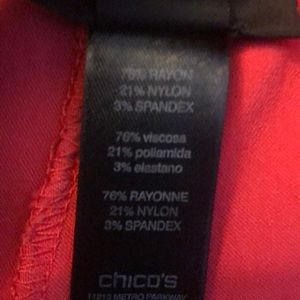 76% RAYON
21% NYLON
3% SPANDEX
76% viscosa
21% poliamida
3% elastano
76% RAYONNE
21% NYLON
3% SPANDEX
chico's
11215 METRO PARKWAY